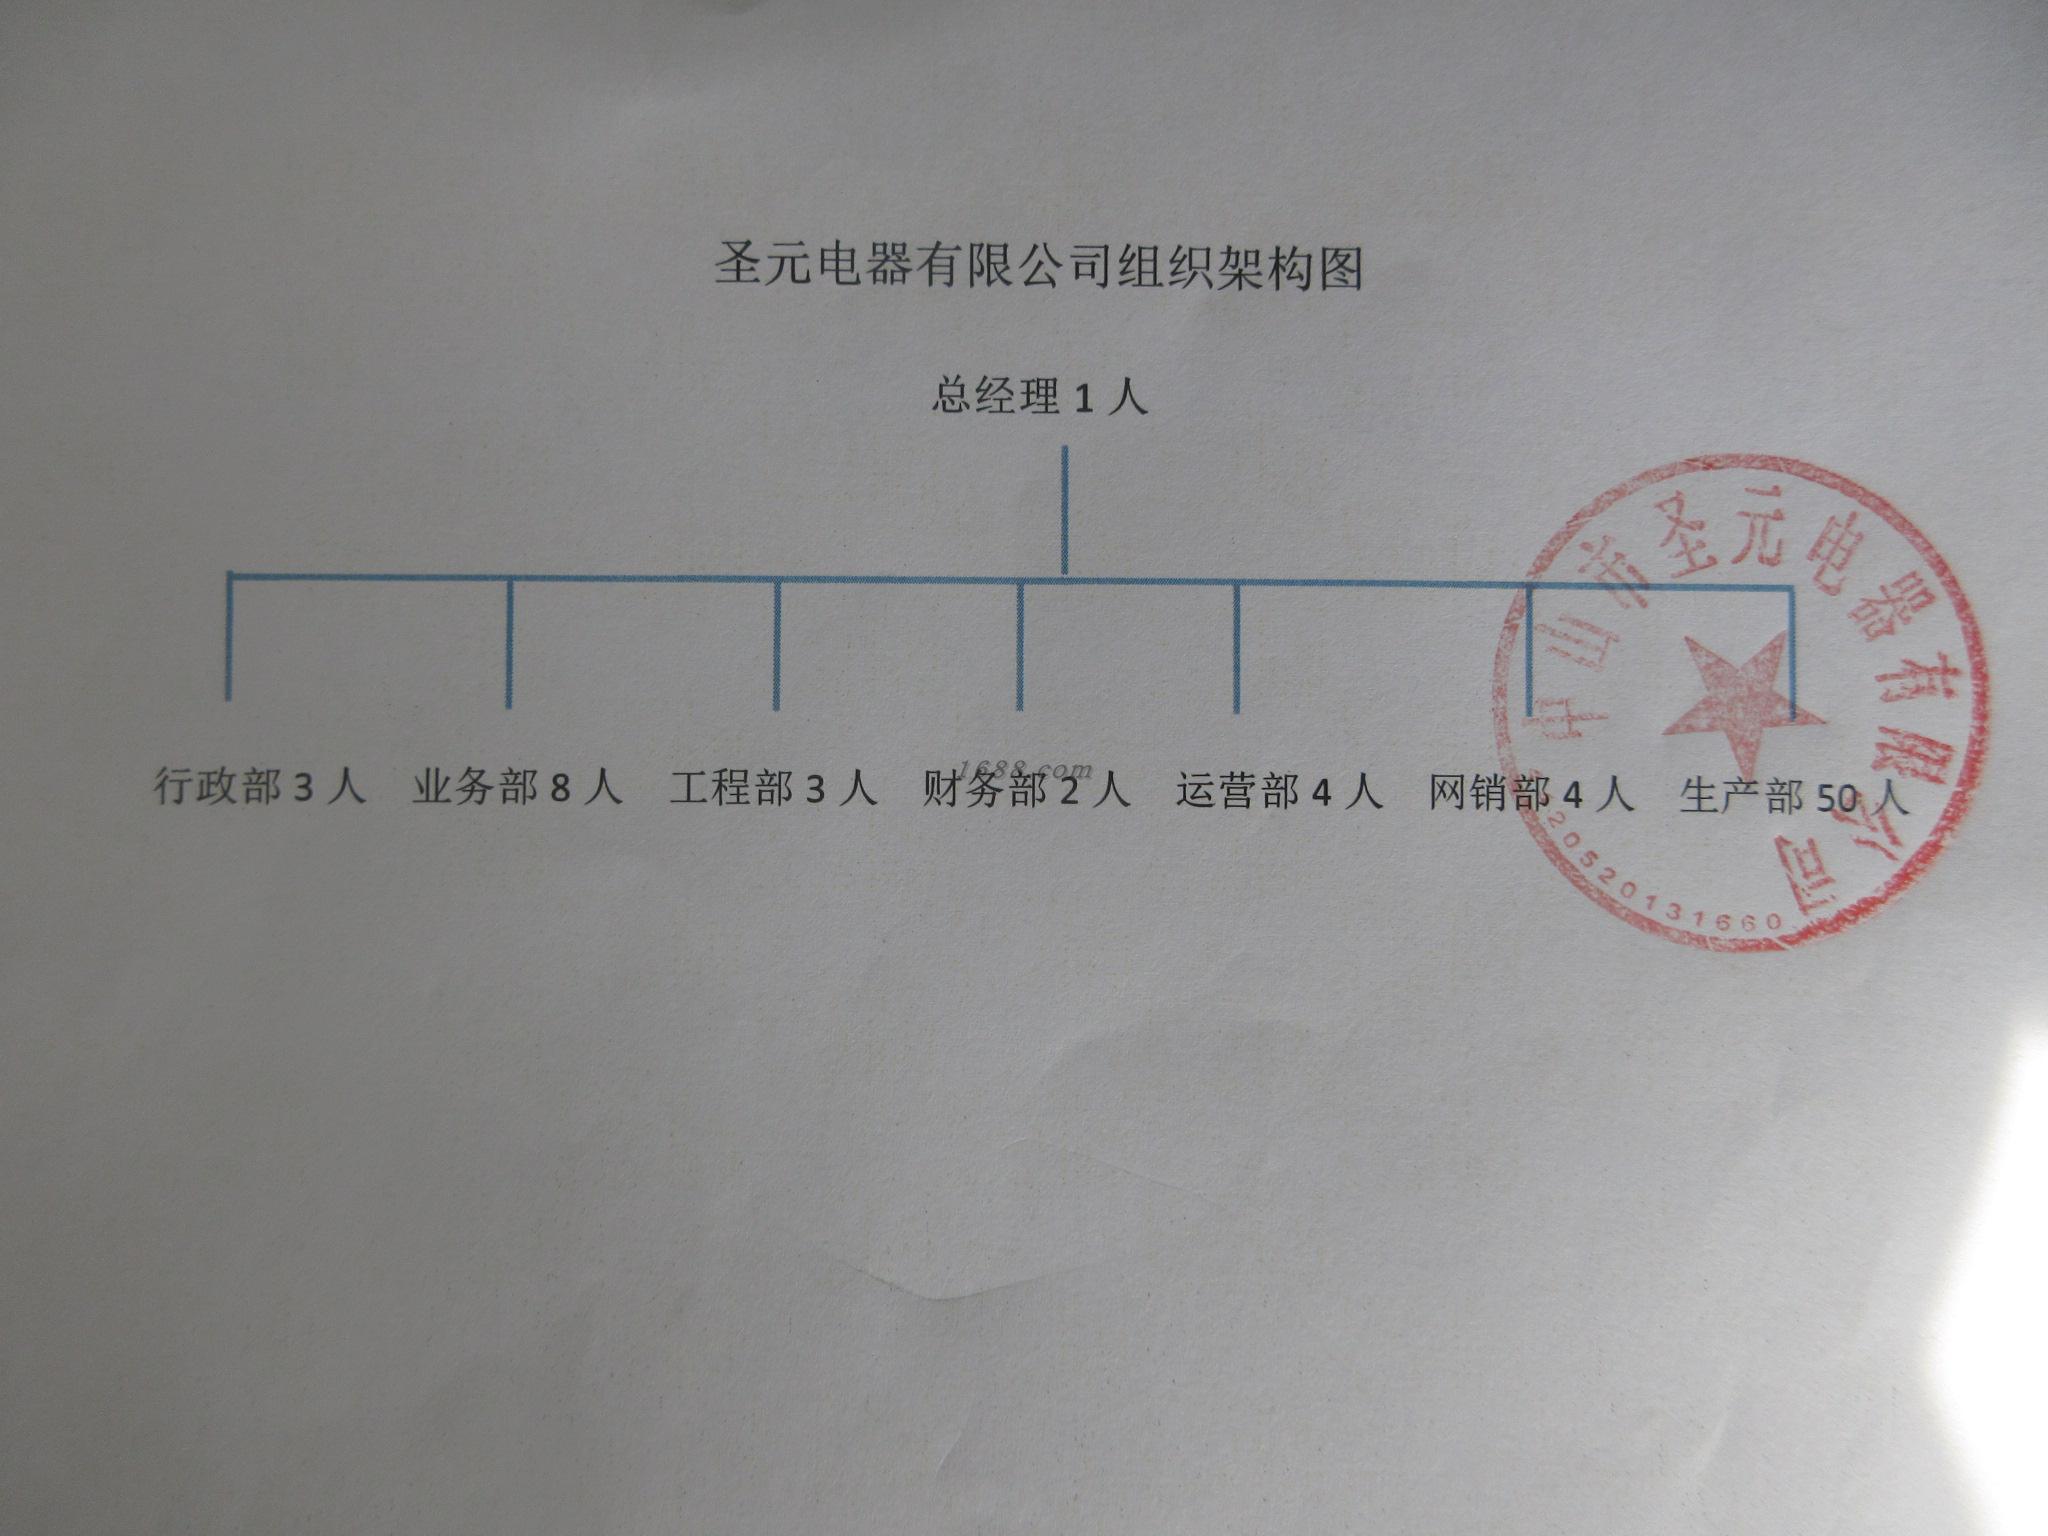 圣元电器有限公司组织架构图
总经理 1 人
行政部 3 人 业务部 8 人 工程部 3 人 财务部 2 人 运营部 4 人 网销部 4 人 生产部 50 人
1688.com
中山市圣元电器有限公司
2052013166​0